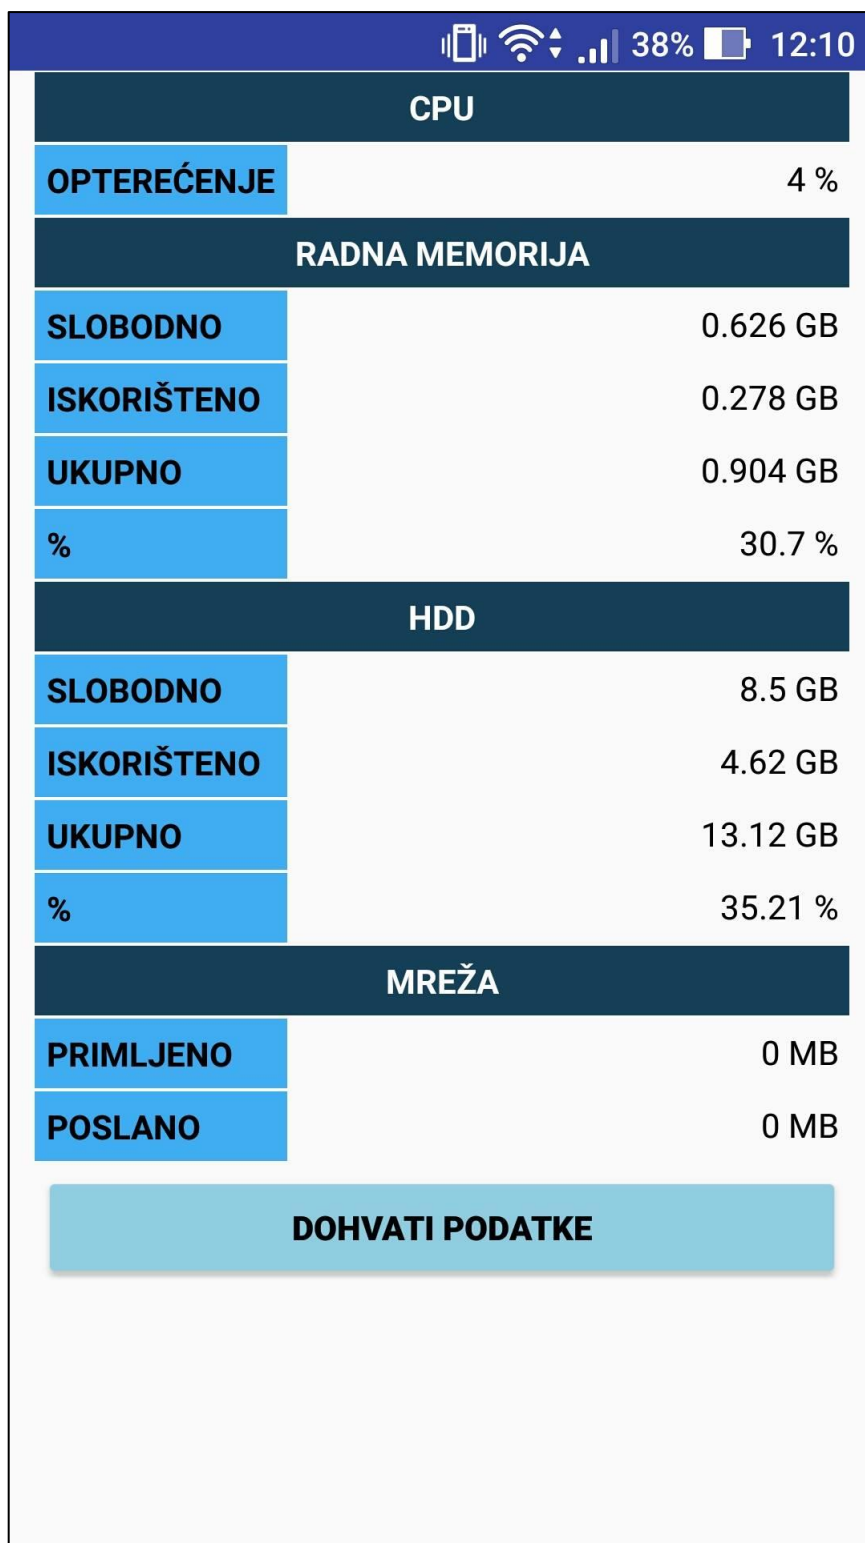 38% 12:10
CPU
OPTEREĆENJE 4 %
RADNA MEMORIJA
SLOBODNO 0.626 GB
ISKORIŠTENO 0.278 GB
UKUPNO 0.904 GB
% 30.7 %
HDD
SLOBODNO 8.5 GB
ISKORIŠTENO 4.62 GB
UKUPNO 13.12 GB
% 35.21 %
MREŽA
PRIMLJENO 0 MB
POSLANO 0 MB
DOHVATI PODATKE